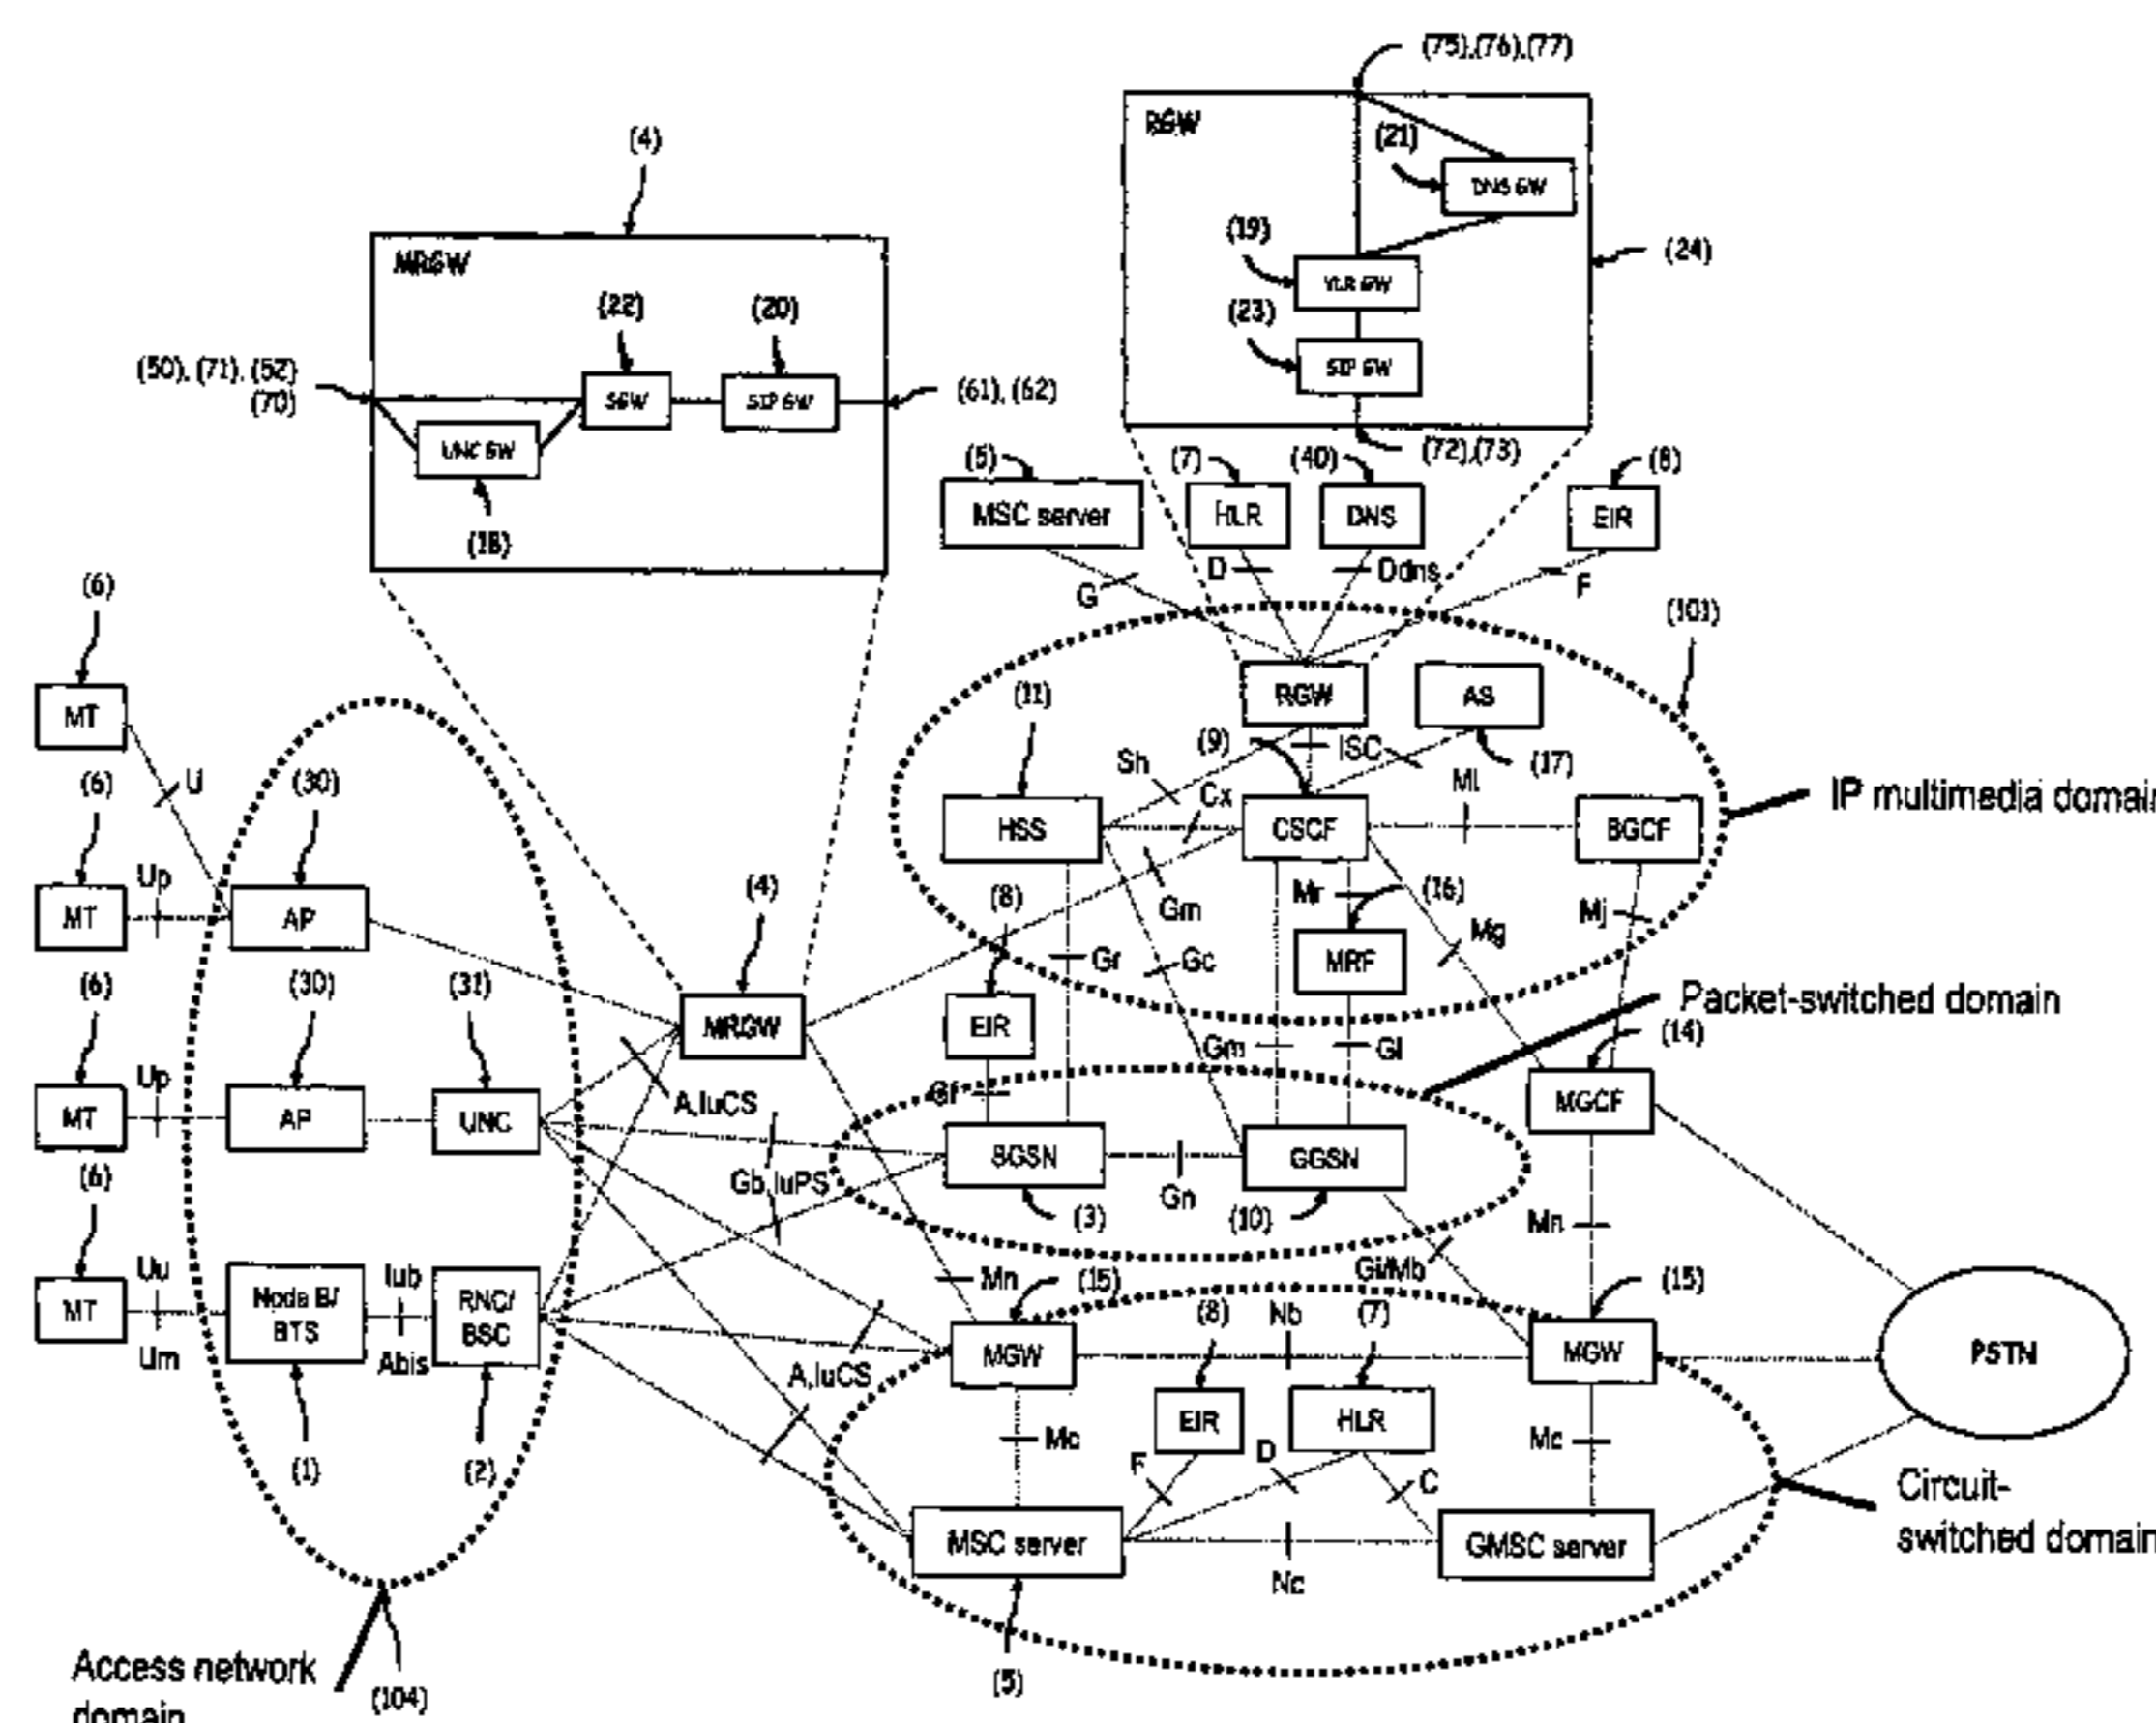 (75),(76),(77)
RGW
(21)
DNS GW
(4)
MRGW
(19)
(24)
VLR GW
(22)
(20)
(23)
(50), (71), (52)
(70)
SGW
SIP GW
(61), (62)
SIP GW
UNC GW
(18)
(72),(73)
(5)
(7)
(40)
(8)
MSC server
HLR
DNS
EIR
G
D
Ddns
F
(6)
(101)
MT
(11)
RGW
AS
(9)
ISC
(17)
Sh
Cx
MI
U
(6)
(30)
HSS
CSCF
BGCF
IP multimedia
Up
MT
AP
(4)
(8)
Gm
Mr
(16)
Mj
Mg
Gr
Gc
MRF
(6)
(30)
(31)
MRGW
EIR
Packet-switched domain
(14)
Gm
GI
Up
MT
AP
UNC
A,IuCS
Gf
MGCF
(6)
Gb,IuPS
SGSN
Gn
GGSN
(3)
(10)
Mn
Uu
Iub
MT
Um
Node B/
BTS
Abis
RNC/
BSC
Mn
(15)
Gi/Mb
(15)
(8)
Nb
(7)
MGW
MGW
PSTN
A,IuCS
EIR
HLR
Mc
Mc
F
D
C
(1)
(2)
Circuit-
switched domain
MSC server
Nc
GMSC server
(5)
Access network
domain
(104)